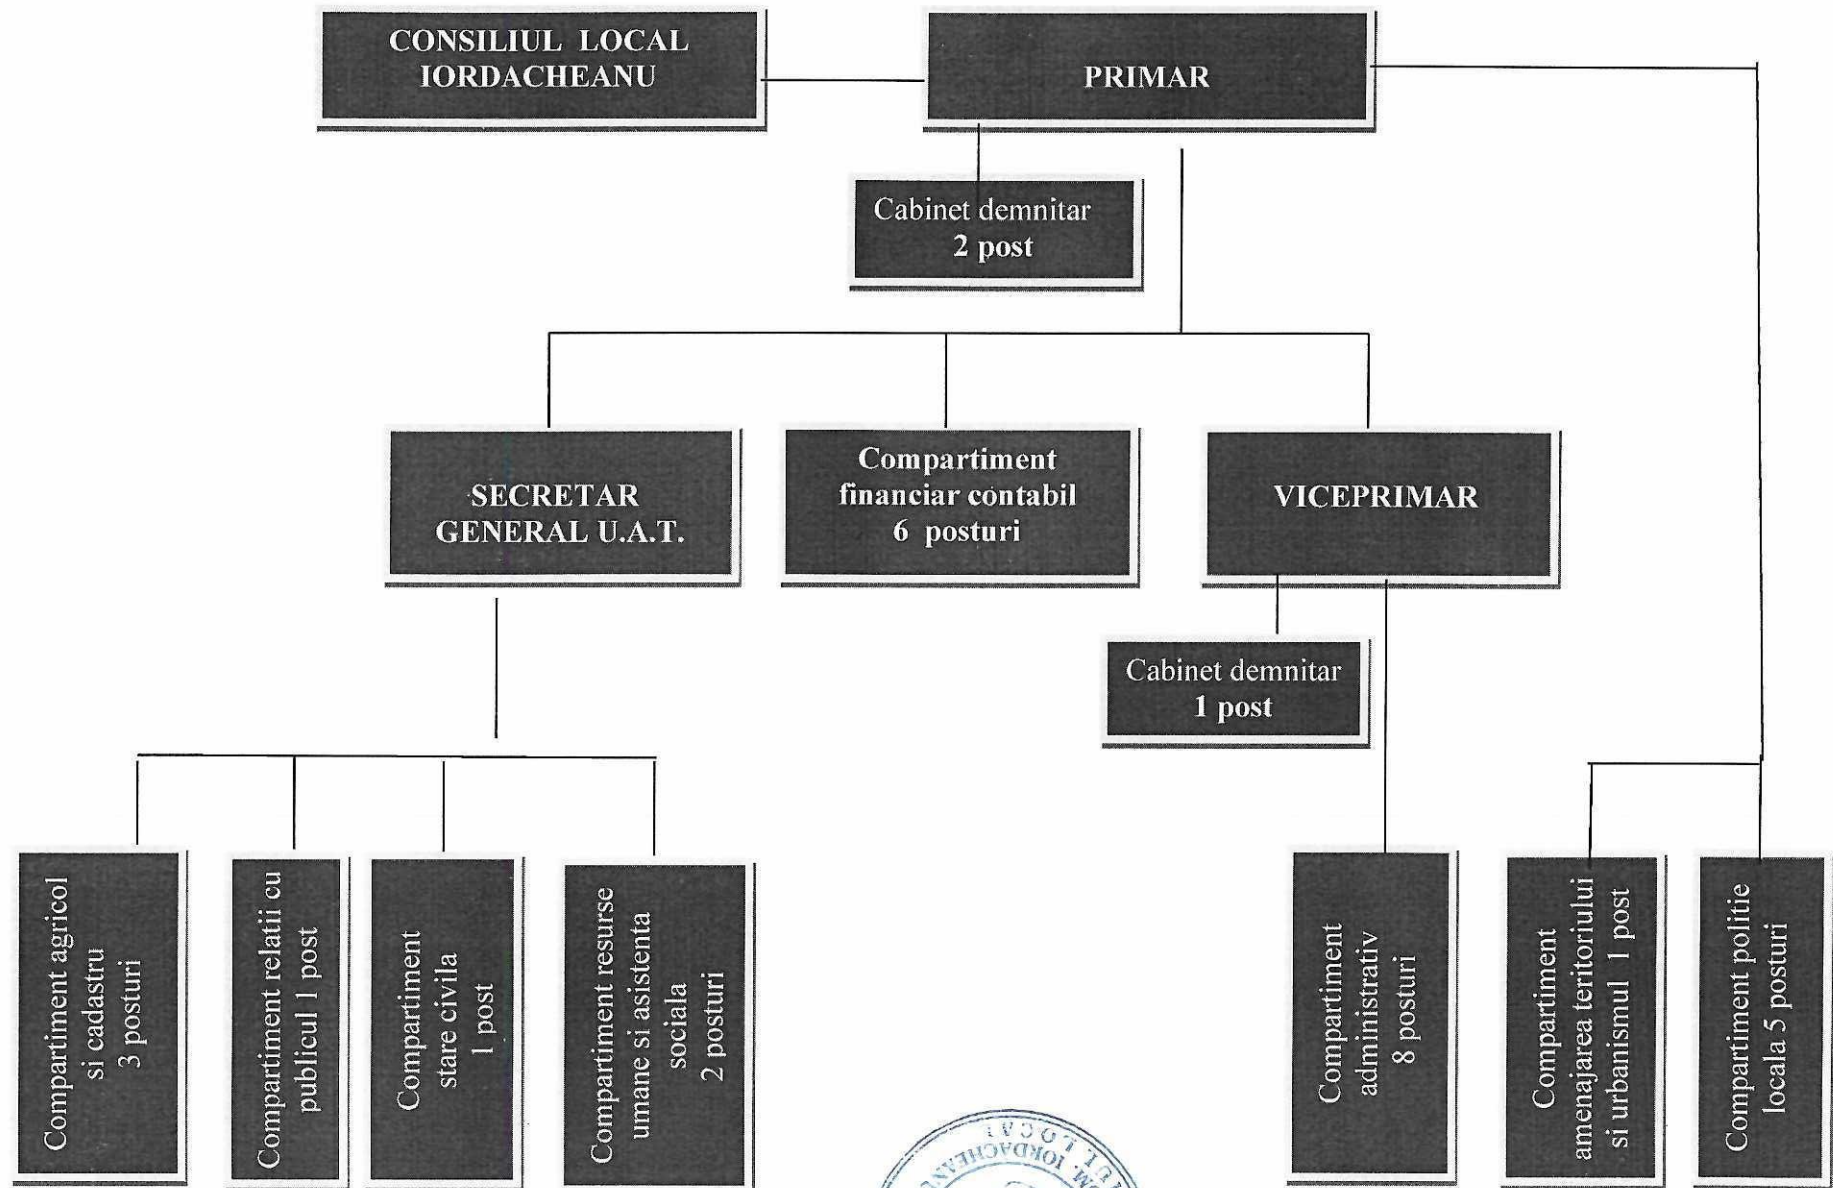 CONSILIUL LOCAL
IORDACHEANU
PRIMAR
Cabinet demnitar
2 post
SECRETAR
GENERAL U.A.T.
Compartiment
financiar contabil
6 posturi
VICEPRIMAR
Cabinet demnitar
1 post
Compartiment agricol
si cadastru
3 posturi
Compartiment relatii cu
publicul 1 post
Compartiment
stare civila
1 post
Compartiment resurse
umane si asistenta
sociala
2 posturi
Compartiment
administrativ
8 posturi
Compartiment
amenajarea teritoriului
si urbanismul 1 post
Compartiment politie
locala 5 posturi
IORDACHEANU